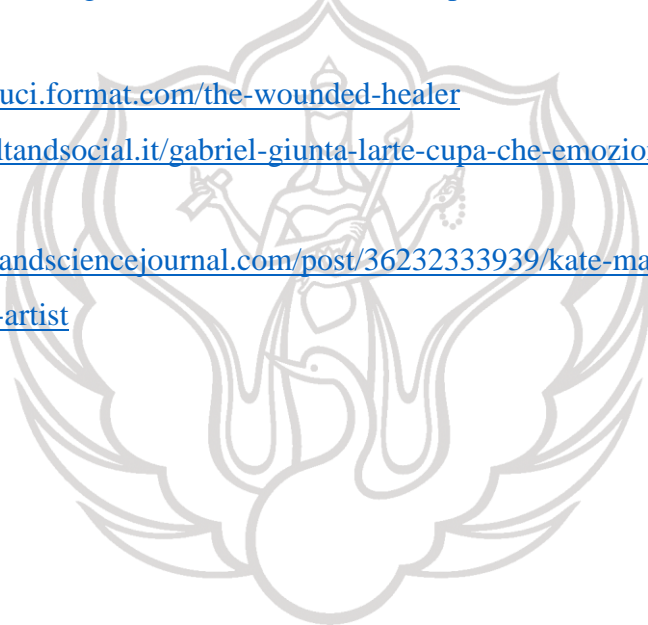 uci.format.com/the-wounded-healer
ltandsocial.it/gabriel-giunta-larte-cupa-che-emozio
andsciencejournal.com/post/36232333939/kate-ma
-artist